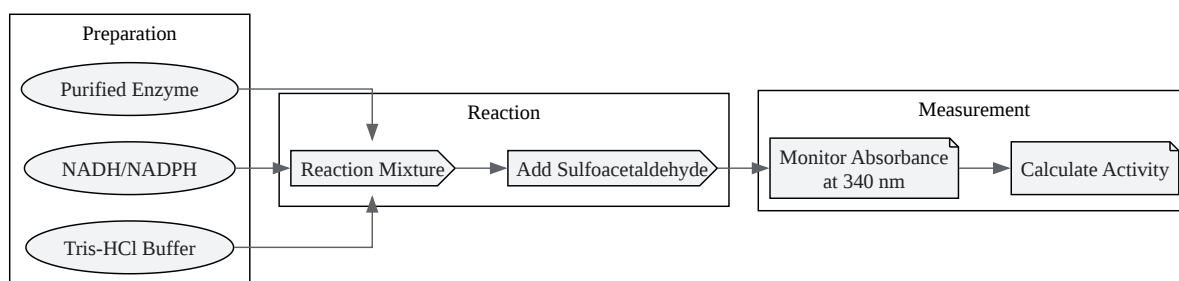 Preparation
Purified Enzyme
NADH/NADPH
Tris-HCl Buffer
Reaction
Reaction Mixture
Add Sulfoacetaldehyde
Measurement
Monitor Absorbance
at 340 nm
Calculate Activity